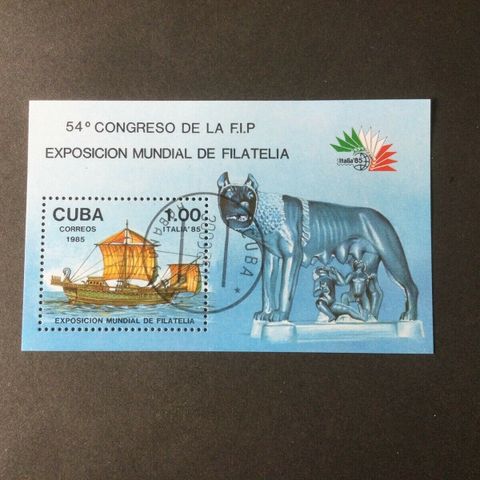 54º CONGRESO DE LA F.I.P
EXPOSICION MUNDIAL DE FILATELIA
Italia'85
CUBA 1.00
CORREOS ITALIA'85
1985
EXPOSICION MUNDIAL DE FILATELIA
CUBA